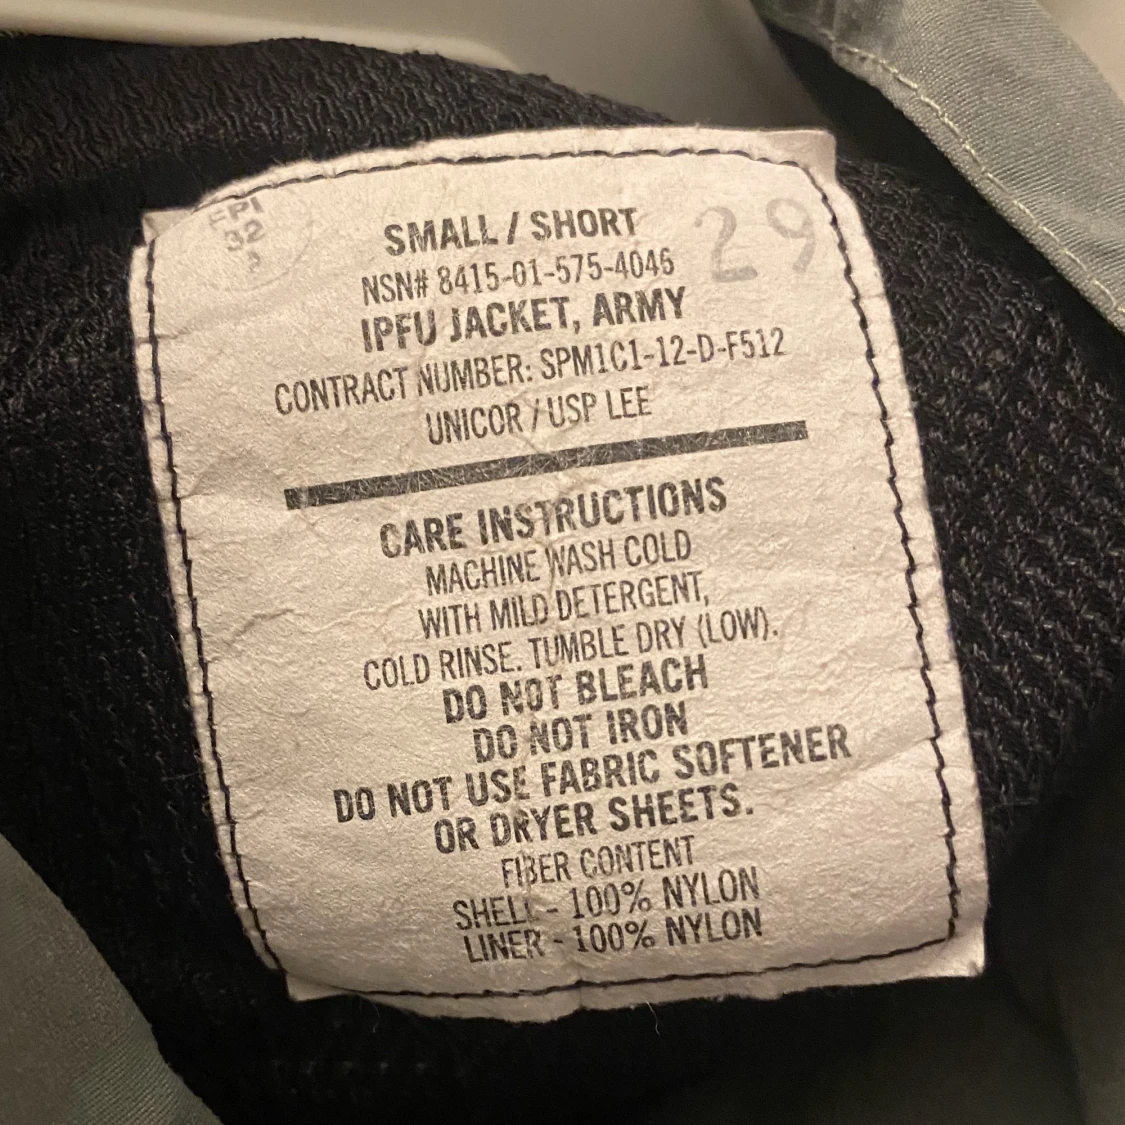 EPI
32
29
SMALL / SHORT
NSN# 8415-01-575-4046
IPFU JACKET, ARMY
CONTRACT NUMBER: SPM1C1-12-D-F512
UNICOR / USP LEE
CARE INSTRUCTIONS
MACHINE WASH COLD
WITH MILD DETERGENT,
COLD RINSE. TUMBLE DRY (LOW).
DO NOT BLEACH
DO NOT IRON
DO NOT USE FABRIC SOFTENER
OR DRYER SHEETS.
FIBER CONTENT
SHELL - 100% NYLON
LINER - 100% NYLON